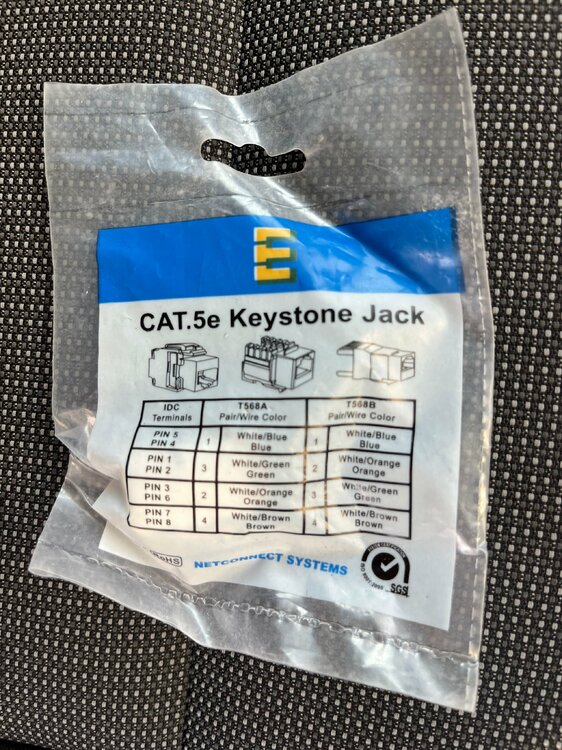 E
CAT.5e Keystone Jack
IDC Terminals T568A Pair/Wire Color T568B Pair/Wire Color
PIN 5 PIN 4 1 White/Blue Blue 1 White/Blue Blue
PIN 1 PIN 2 3 White/Green Green 2 White/Orange Orange
PIN 3 PIN 6 2 White/Orange Orange 3 White/Green Green
PIN 7 PIN 8 4 White/Brown Brown 4 White/Brown Brown
RoHS
NETCONNECT SYSTEMS
SGS